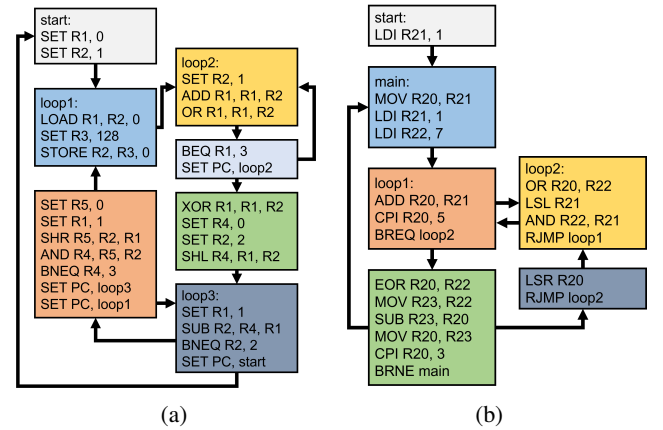 start:
SET R1, 0
SET R2, 1
loop1:
LOAD R1, R2, 0
SET R3, 128
STORE R2, R3, 0
SET R5, 0
SET R1, 1
SHR R5, R2, R1
AND R4, R5, R2
BNEQ R4, 3
SET PC, loop3
SET PC, loop1
loop2:
SET R2, 1
ADD R1, R1, R2
OR R1, R1, R2
BEQ R1, 3
SET PC, loop2
XOR R1, R1, R2
SET R4, 0
SET R2, 2
SHL R4, R1, R2
loop3:
SET R1, 1
SUB R2, R4, R1
BNEQ R2, 2
SET PC, start
(a)
start:
LDI R21, 1
main:
MOV R20, R21
LDI R21, 1
LDI R22, 7
loop1:
ADD R20, R21
CPI R20, 5
BREQ loop2
EOR R20, R22
MOV R23, R22
SUB R23, R20
MOV R20, R23
CPI R20, 3
BRNE main
loop2:
OR R20, R22
LSL R21
AND R22, R21
RJMP loop1
LSR R20
RJMP loop2
(b)